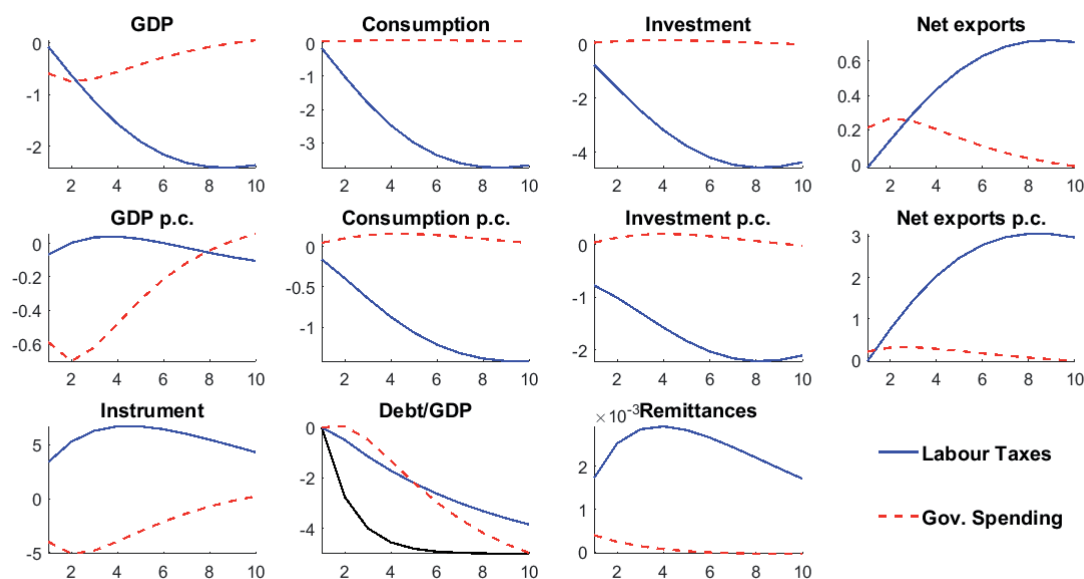 GDP
Consumption
Investment
Net exports
0
-1
-2
2 4 6 8 10
0
-1
-2
-3
2 4 6 8 10
0
-2
-4
2 4 6 8 10
0.6
0.4
0.2
0
2 4 6 8 10
GDP p.c.
Consumption p.c.
Investment p.c.
Net exports p.c.
0
-0.2
-0.4
-0.6
2 4 6 8 10
0
-0.5
-1
2 4 6 8 10
0
-1
-2
2 4 6 8 10
3
2
1
0
2 4 6 8 10
Instrument
Debt/GDP
×10⁻³ Remittances
5
0
-5
2 4 6 8 10
0
-2
-4
2 4 6 8 10
2
1
0
2 4 6 8 10
Labour Taxes
Gov. Spending